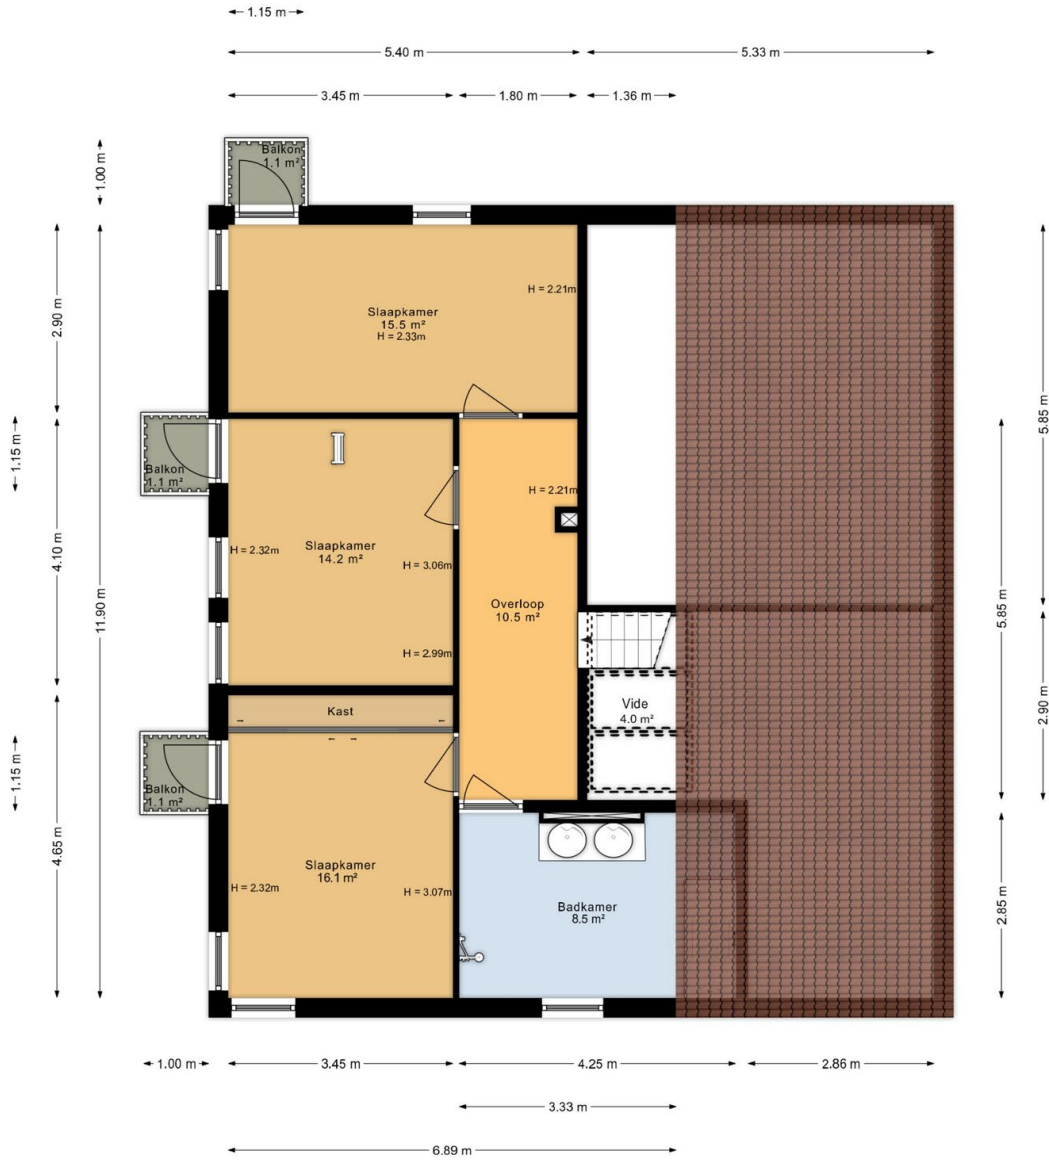 1.15 m
5.40 m
5.33 m
3.45 m
1.80 m
1.36 m
1.00 m
Balkon
1.1 m²
2.90 m
11.90 m
5.85 m
H = 2.21m
Slaapkamer
15.5 m²
H = 2.33m
1.15 m
Balkon
1.1 m²
4.10 m
5.85 m
H = 2.21m
H = 2.32m
Slaapkamer
14.2 m²
H = 3.06m
H = 2.99m
Overloop
10.5 m²
Kast
Vide
4.0 m²
2.90 m
1.15 m
Balkon
1.1 m²
4.65 m
Slaapkamer
16.1 m²
H = 2.32m
H = 3.07m
Badkamer
8.5 m²
2.85 m
1.00 m
3.45 m
4.25 m
2.86 m
3.33 m
6.89 m